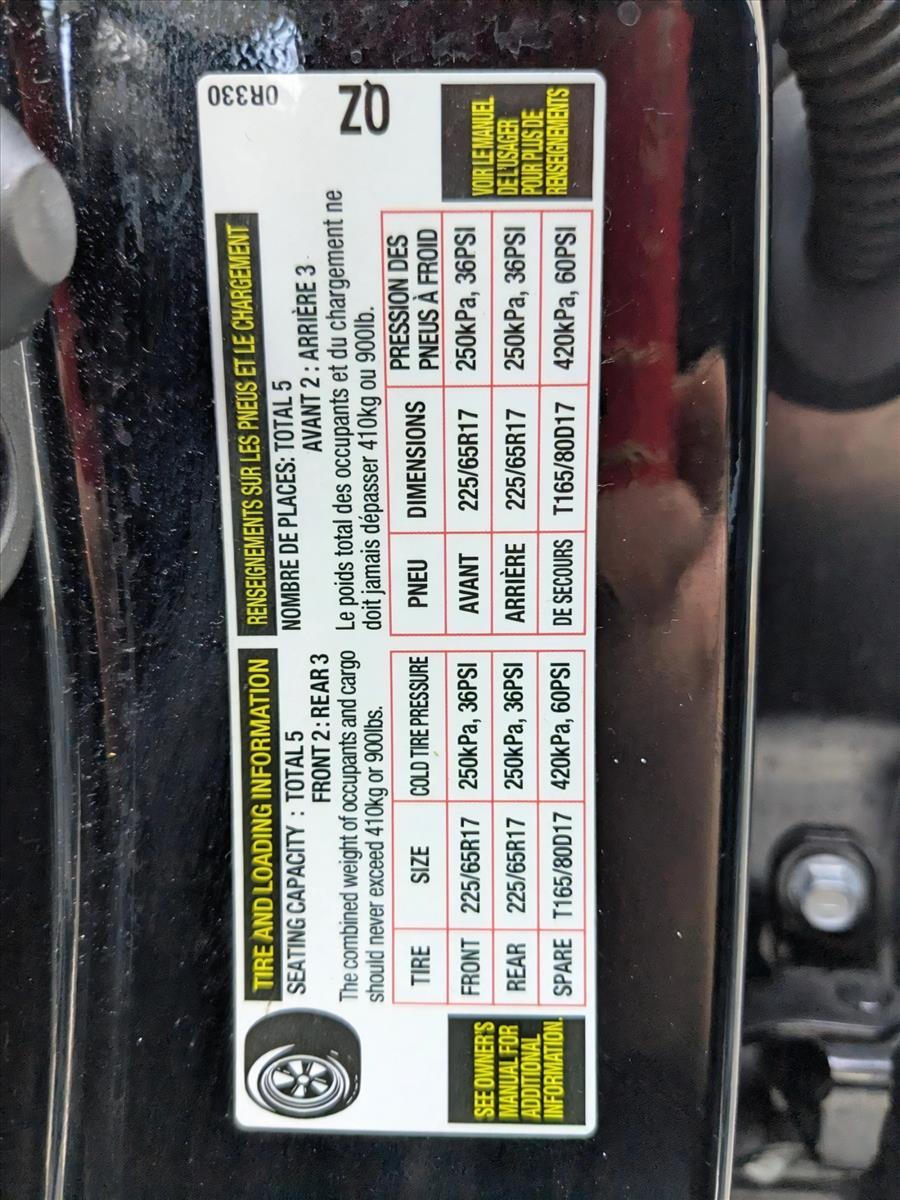 TIRE AND LOADING INFORMATION
SEATING CAPACITY : TOTAL 5
FRONT 2 : REAR 3
The combined weight of occupants and cargo
should never exceed 410kg or 900lbs.
TIRE SIZE COLD TIRE PRESSURE
FRONT 225/65R17 250kPa, 36PSI
REAR 225/65R17 250kPa, 36PSI
SPARE T165/80D17 420kPa, 60PSI
SEE OWNER'S
MANUAL FOR
ADDITIONAL
INFORMATION.
RENSEIGNEMENTS SUR LES PNEUS ET LE CHARGEMENT
NOMBRE DE PLACES: TOTAL 5
AVANT 2 : ARRIÈRE 3
Le poids total des occupants et du chargement ne
doit jamais dépasser 410kg ou 900lb.
PNEU DIMENSIONS PRESSION DES
PNEUS À FROID
AVANT 225/65R17 250kPa, 36PSI
ARRIÈRE 225/65R17 250kPa, 36PSI
DE SECOURS T165/80D17 420kPa, 60PSI
VOIR LE MANUEL
DE L'USAGER
POUR PLUS DE
RENSEIGNEMENTS
0R330
QZ